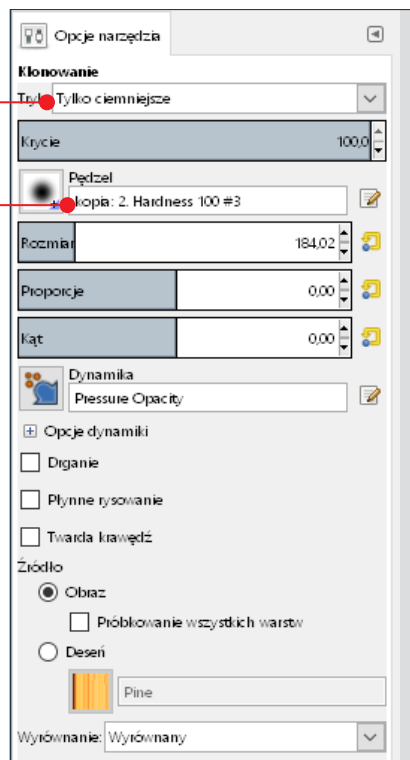 Opcje narzędzia
Klonowanie
Tryb: Tylko ciemniejsze
Krycie 100,0
Pędzel
kopia: 2. Hardness 100 #3
Rozmiar 184,02
Proporcje 0,00
Kąt 0,00
Dynamika
Pressure Opacity
Opcje dynamiki
Drganie
Płynne rysowanie
Twarda krawędź
Źródło
Obraz
Próbkowanie wszystkich warstw
Deseń
Pine
Wyrównanie: Wyrównany